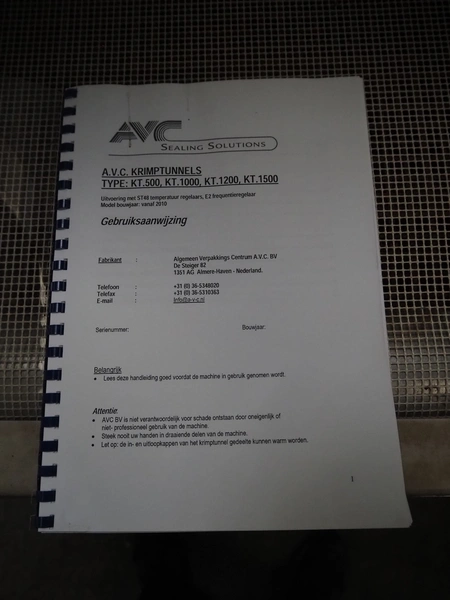 AVC
SEALING SOLUTIONS
A.V.C. KRIMPTUNNELS
TYPE: KT.500, KT.1000, KT.1200, KT.1500
Uitvoering met ST48 temperatuur regelaars, E2 frequentieregelaar
Model bouwjaar: vanaf 2010
Gebruiksaanwijzing
Fabrikant : Algemeen Verpakkings Centrum A.V.C. BV
De Steiger 82
1351 AG Almere-Haven - Nederland.
Telefoon : +31 (0) 36-5348020
Telefax : +31 (0) 36-5310363
E-mail : info@a-v-c.nl
Serienummer: Bouwjaar:
Belangrijk
• Lees deze handleiding goed voordat de machine in gebruik genomen wordt.
Attentie:
• AVC BV is niet verantwoordelijk voor schade ontstaan door oneigenlijk of
niet- professioneel gebruik van de machine.
• Steek nooit uw handen in draaiende delen van de machine.
• Let op: de in- en uitloopkappen van het krimptunnel gedeelte kunnen warm worden.
1